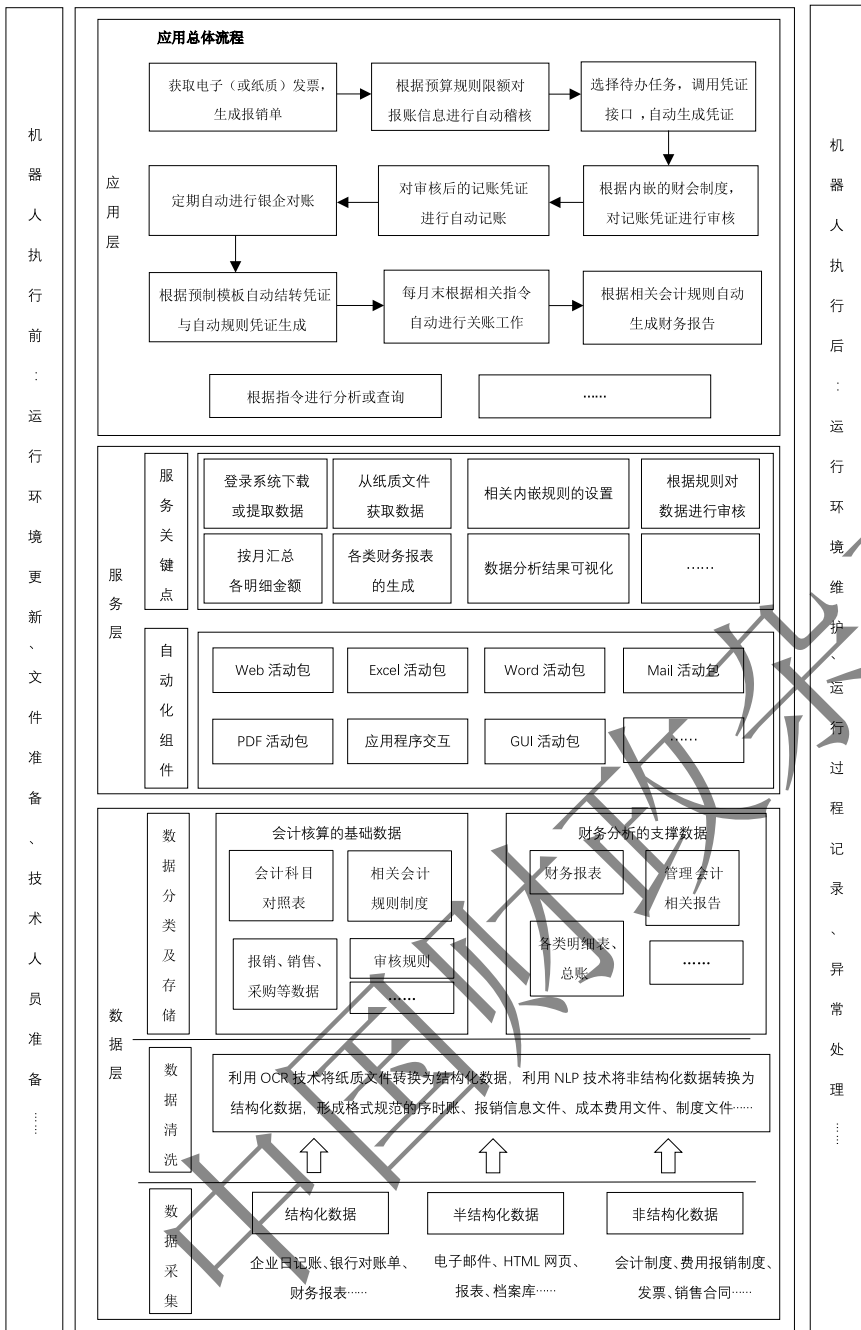 机器人执行前：运行环境更新、文件准备、技术人员准备……
应用总体流程
应用层
获取电子（或纸质）发票，
生成报销单
根据预算规则限额对
报账信息进行自动稽核
选择待办任务，调用凭证
接口，自动生成凭证
定期自动进行银企对账
对审核后的记账凭证
进行自动记账
根据内嵌的财会制度，
对记账凭证进行审核
根据预制模板自动结转凭证
与自动规则凭证生成
每月末根据相关指令
自动进行关账工作
根据相关会计规则自动
生成财务报告
根据指令进行分析或查询
……
服务层
服务关键点
登录系统下载
或提取数据
从纸质文件
获取数据
相关内嵌规则的设置
根据规则对
数据进行审核
按月汇总
各明细金额
各类财务报表
的生成
数据分析结果可视化
……
自动化组件
Web 活动包
Excel 活动包
Word 活动包
Mail 活动包
PDF 活动包
应用程序交互
GUI 活动包
……
数据层
数据分类及存储
会计核算的基础数据
会计科目
对照表
相关会计
规则制度
报销、销售、
采购等数据
审核规则
……
财务分析的支撑数据
财务报表
管理会计
相关报告
各类明细表、
总账
……
数据清洗
利用 OCR 技术将纸质文件转换为结构化数据，利用 NLP 技术将非结构化数据转换为
结构化数据，形成格式规范的序时账、报销信息文件、成本费用文件、制度文件……
数据采集
结构化数据
半结构化数据
非结构化数据
企业日记账、银行对账单、
财务报表……
电子邮件、HTML 网页、
报表、档案库……
会计制度、费用报销制度、
发票、销售合同……
机器人执行后：运行环境维护、运行过程记录、异常处理……
中国财政杂